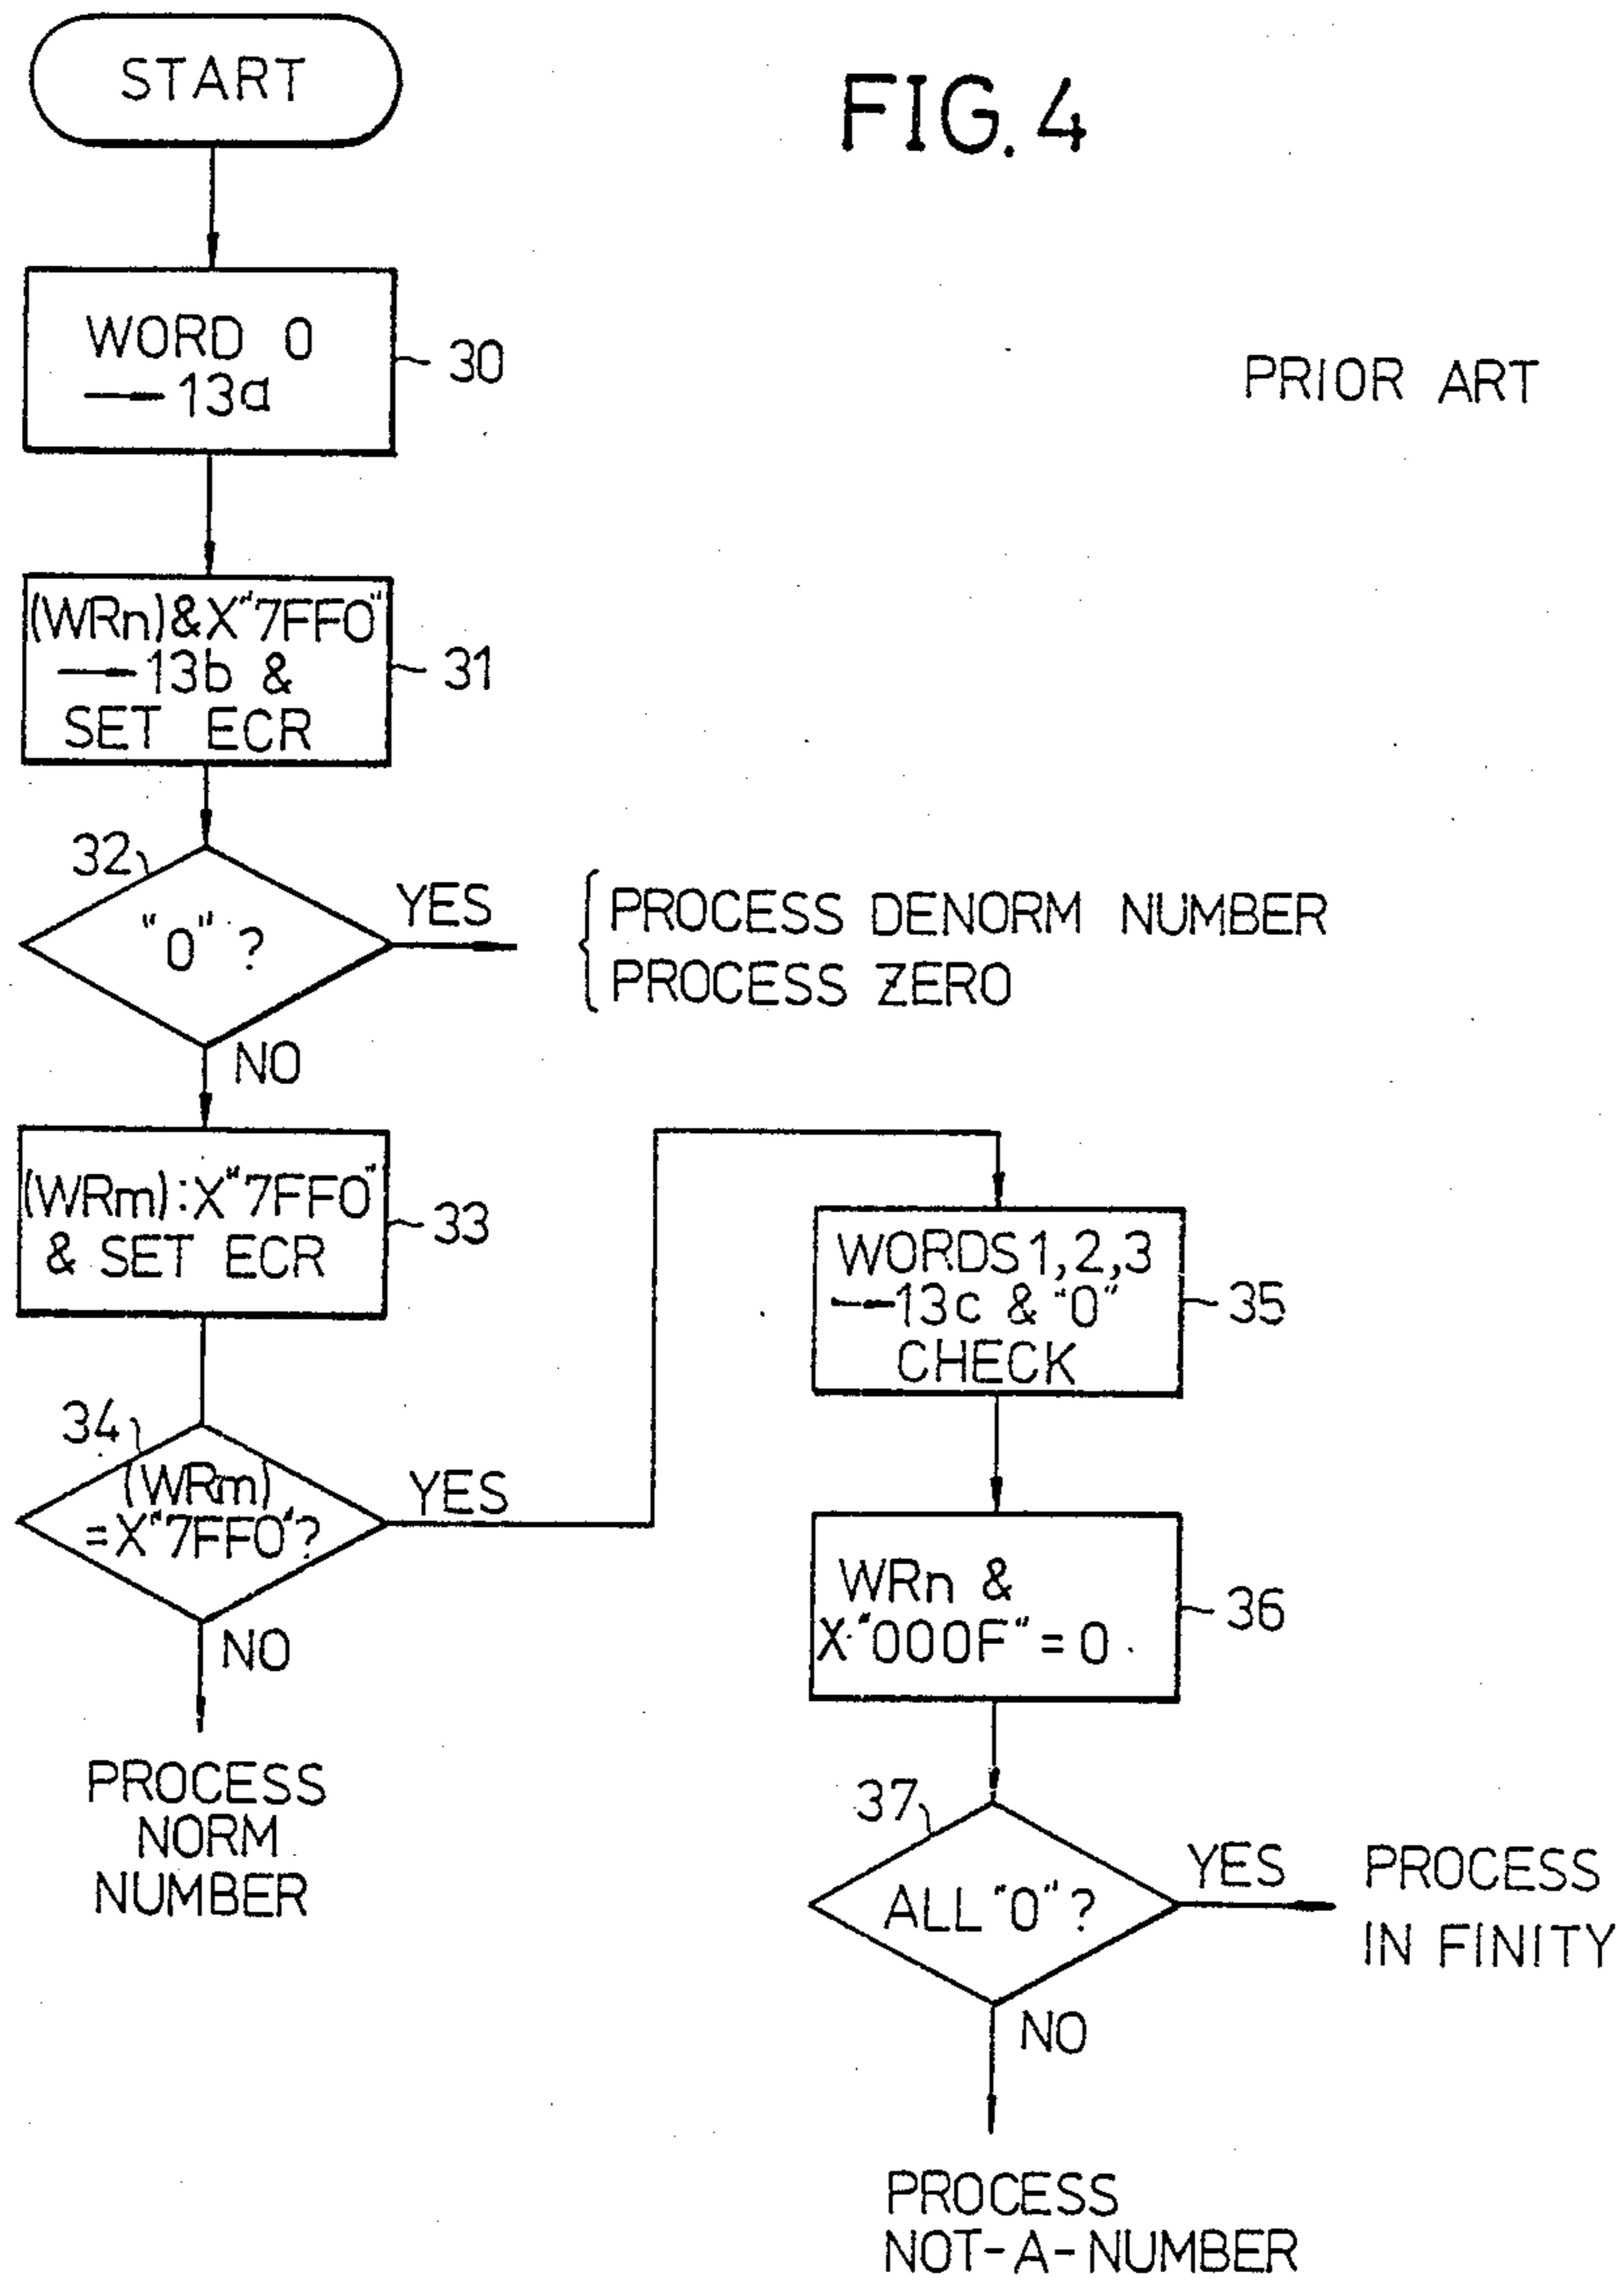 START
FIG. 4
WORD 0
→ 13a
30
PRIOR ART
(WRn)&X"7FF0"
→ 13b &
SET ECR
31
32
"0" ?
YES
PROCESS DENORM NUMBER
PROCESS ZERO
NO
(WRm):X"7FF0"
& SET ECR
33
34
(WRm)
=X"7FF0"?
YES
NO
PROCESS
NORM
NUMBER
WORDS 1, 2, 3
→ 13c & "0"
CHECK
35
WRn &
X"000F" = 0
36
37
ALL "0" ?
YES
PROCESS
IN FINITY
NO
PROCESS
NOT-A-NUMBER